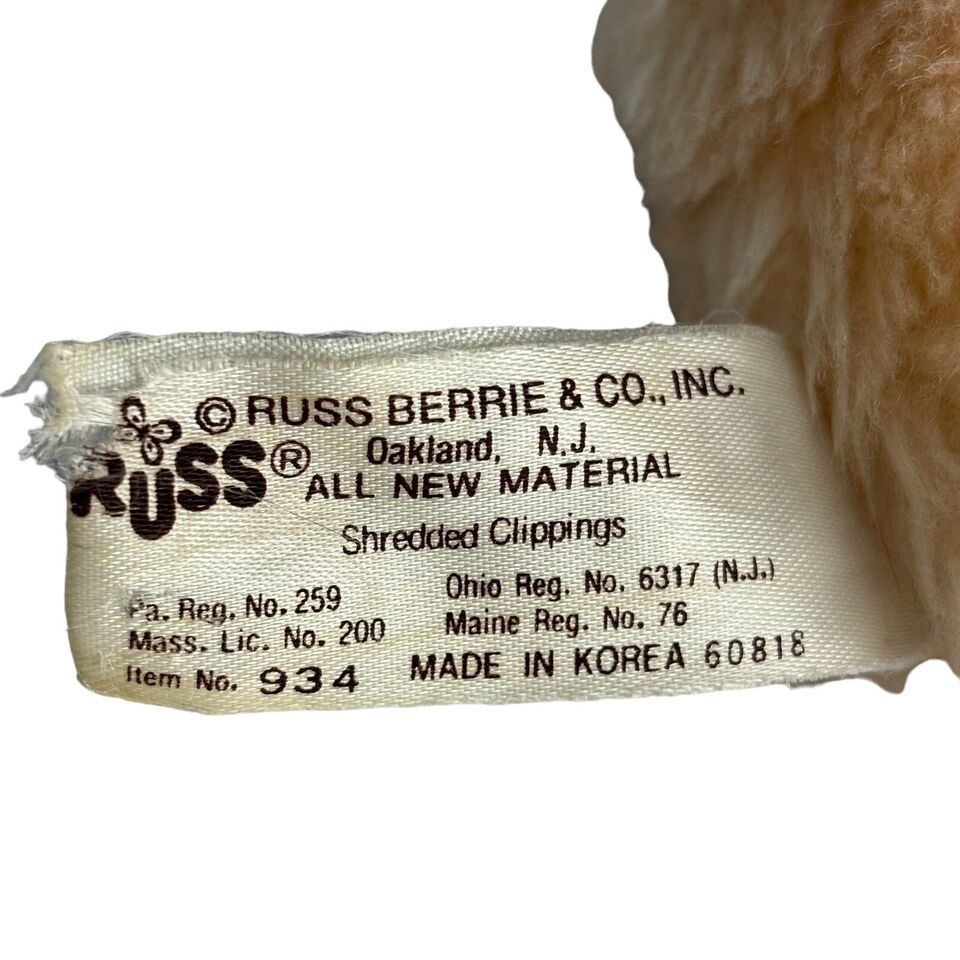 © RUSS BERRIE & CO., INC.
RUSS®
Oakland, N.J.
ALL NEW MATERIAL
Shredded Clippings
Pa. Reg. No. 259
Ohio Reg. No. 6317 (N.J.)
Mass. Lic. No. 200
Maine Reg. No. 76
Item No. 934
MADE IN KOREA 60818